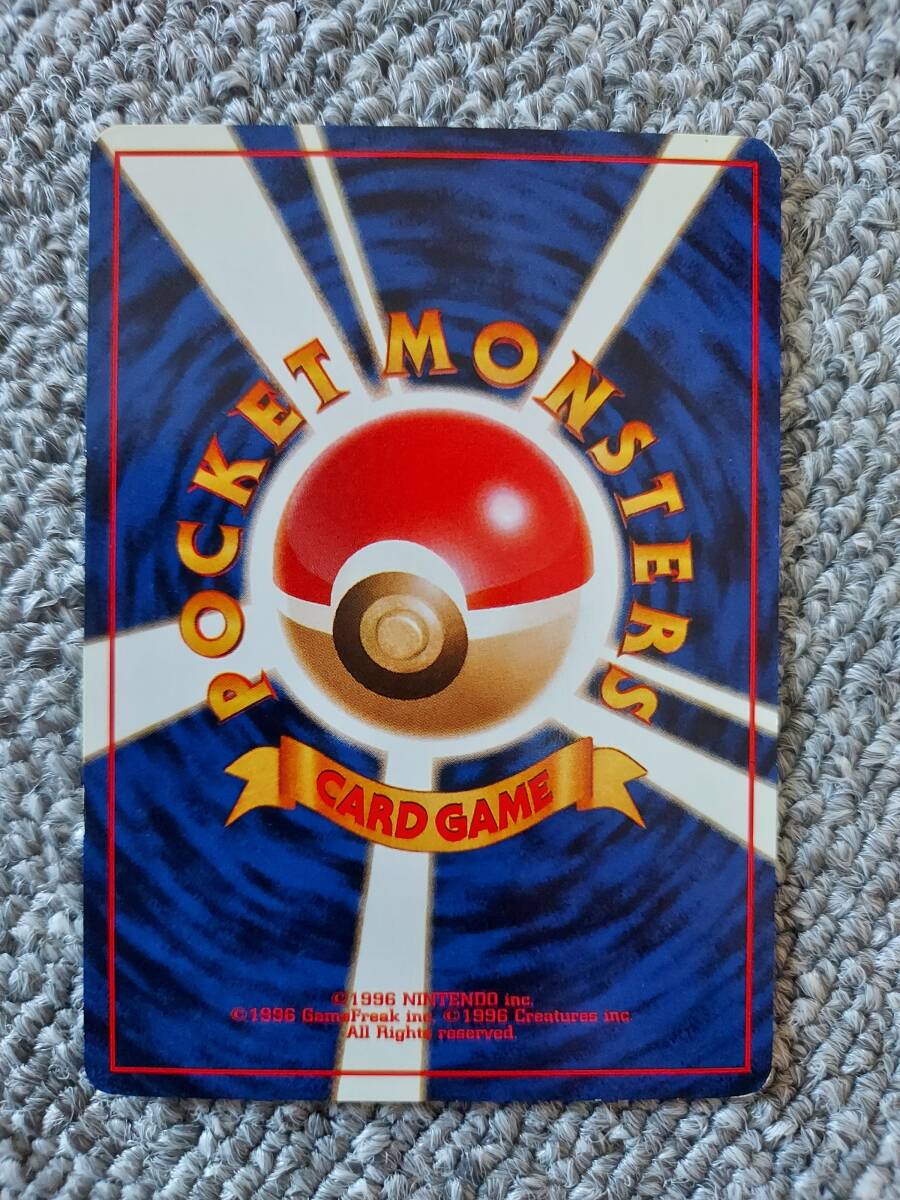 POCKET MONSTERS
CARD GAME
©1996 NINTENDO inc.
©1996 GameFreak inc. ©1996 Creatures inc.
All Rights reserved.